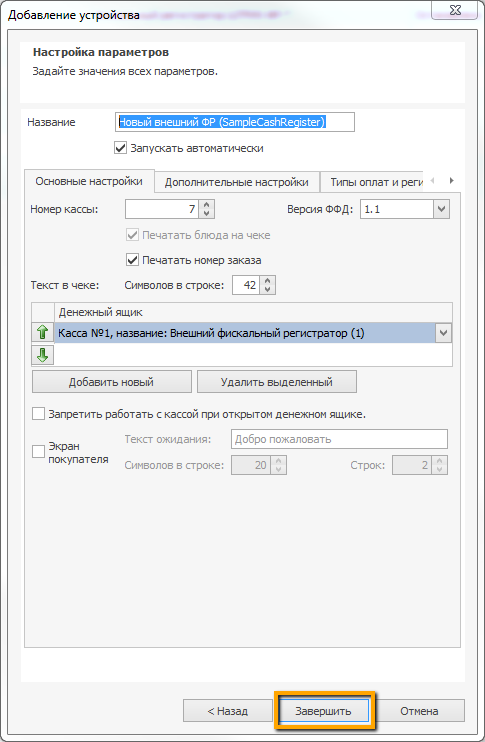 Добавление устройства
Настройка параметров
Задайте значения всех параметров.
Название Новый внешний ФР (SampleCashRegister)
Запускать автоматически
Основные настройки Дополнительные настройки Типы оплат и реги
Номер кассы: 7 Версия ФФД: 1.1
Печатать блюда на чеке
Печатать номер заказа
Текст в чеке: Символов в строке: 42
Денежный ящик
Касса №1, название: Внешний фискальный регистратор (1)
Добавить новый Удалить выделенный
Запретить работать с кассой при открытом денежном ящике.
Экран покупателя Текст ожидания: Добро пожаловать
Символов в строке: 20 Строк: 2
< Назад Завершить Отмена